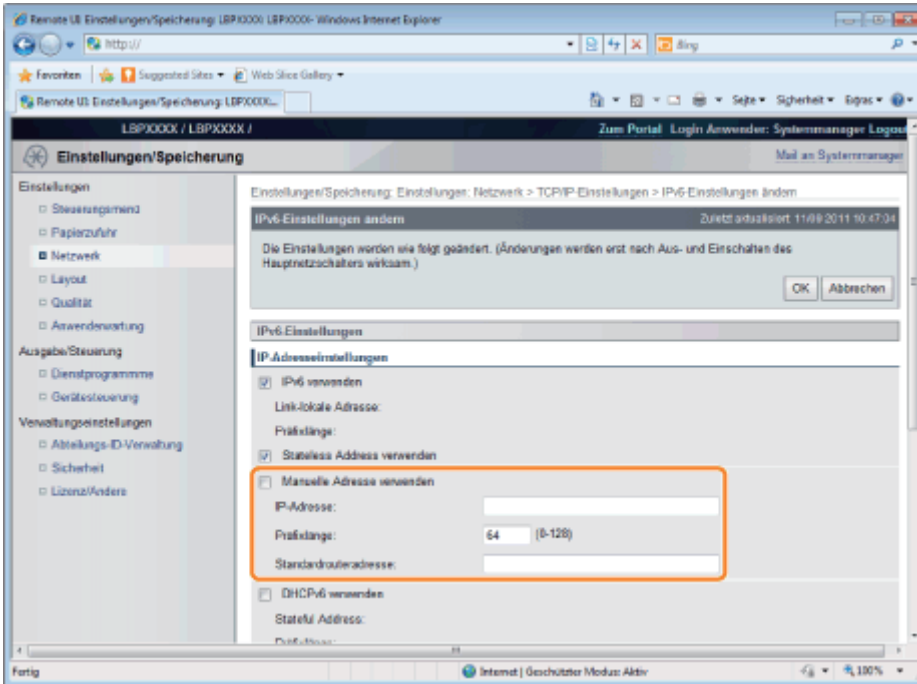 Remote UI: Einstellungen/Speicherung: LBPXXXX LBPXXXX - Windows Internet Explorer
http://
Bing
Favoriten Suggested Sites Web Slice Gallery
Remote UI: Einstellungen/Speicherung: LBPXXXX...
Seite Sicherheit Extras
LBPXXXX / LBPXXXX /
Zum Portal Login Anwender: Systemmanager Logout
Einstellungen/Speicherung
Mail an Systemmanager
Einstellungen
Steuerungsmenü
Papierzufuhr
Netzwerk
Layout
Qualität
Anwenderwartung
Ausgabe/Steuerung
Dienstprogrammme
Gerätesteuerung
Verwaltungseinstellungen
Abteilungs-ID-Verwaltung
Sicherheit
Lizenz/Andere
Einstellungen/Speicherung: Einstellungen: Netzwerk > TCP/IP-Einstellungen > IPv6-Einstellungen ändern
IPv6-Einstellungen ändern
Zuletzt aktualisiert: 11/09 2011 10:47:04
Die Einstellungen werden wie folgt geändert. (Änderungen werden erst nach Aus- und Einschalten des
Hauptnetzschalters wirksam.)
OK Abbrechen
IPv6-Einstellungen
IP-Adresseinstellungen
IPv6 verwenden
Link-lokale Adresse:
Präfixlänge:
Stateless Address verwenden
Manuelle Adresse verwenden
IP-Adresse:
Präfixlänge: 64 (0-128)
Standardrouteradresse:
DHCPv6 verwenden
Stateful Address:
Präfixlänge:
Fertig
Internet | Geschützter Modus: Aktiv
100%